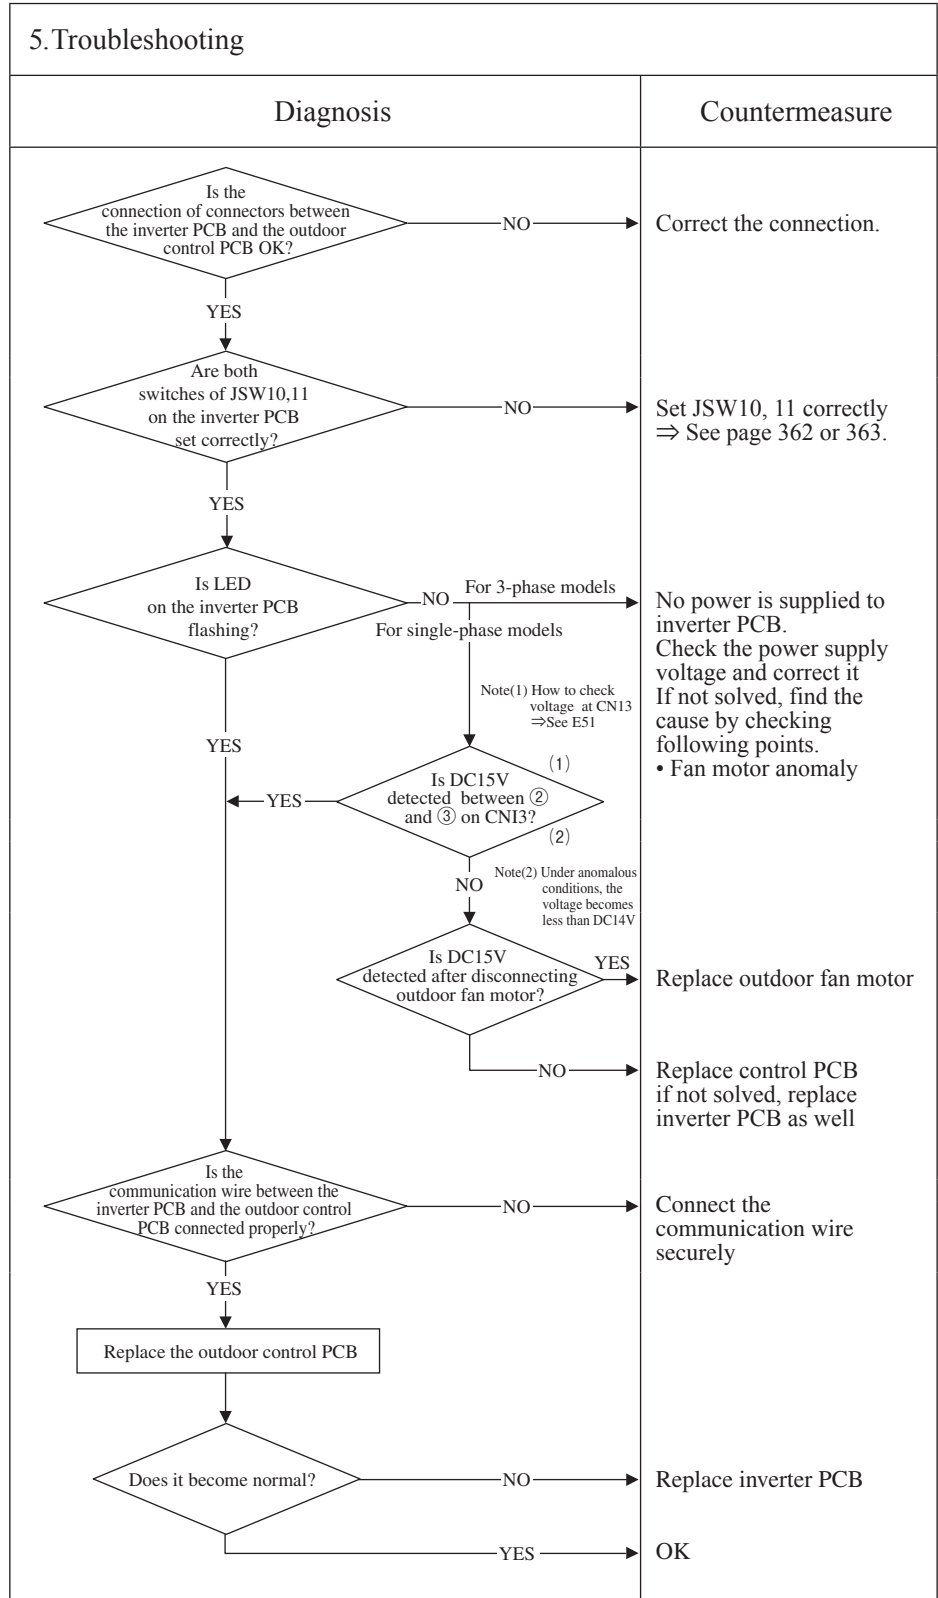 5.Troubleshooting
Diagnosis
Countermeasure
Is the
connection of connectors between
the inverter PCB and the outdoor
control PCB OK?
NO
Correct the connection.
YES
Are both
switches of JSW10,11
on the inverter PCB
set correctly?
NO
Set JSW10, 11 correctly
⇒ See page 362 or 363.
YES
Is LED
on the inverter PCB
flashing?
NO
For 3-phase models
For single-phase models
No power is supplied to
inverter PCB.
Check the power supply
voltage and correct it
If not solved, find the
cause by checking
following points.
• Fan motor anomaly
Note(1) How to check
voltage at CN13
⇒See E51
YES
(1)
Is DC15V
detected between ②
and ③ on CNI3?
(2)
YES
NO
Note(2) Under anomalous
conditions, the
voltage becomes
less than DC14V
Is DC15V
detected after disconnecting
outdoor fan motor?
YES
Replace outdoor fan motor
NO
Replace control PCB
if not solved, replace
inverter PCB as well
Is the
communication wire between the
inverter PCB and the outdoor control
PCB connected properly?
NO
Connect the
communication wire
securely
YES
Replace the outdoor control PCB
Does it become normal?
NO
Replace inverter PCB
YES
OK